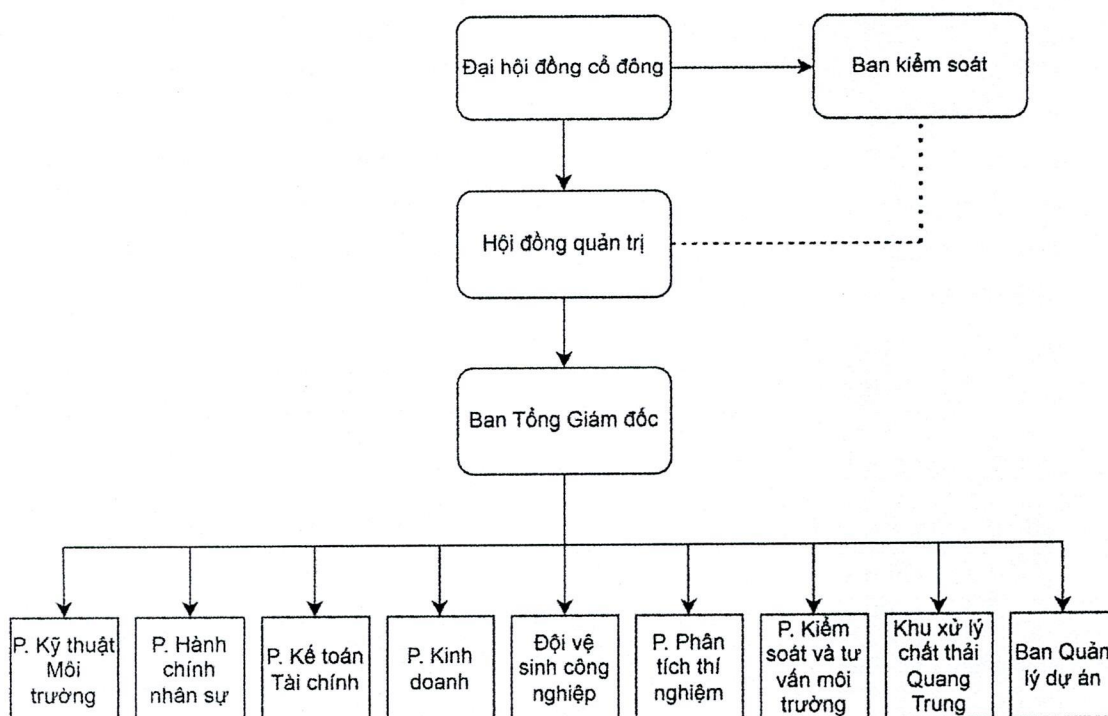 Đại hội đồng cổ đông
Ban kiểm soát
Hội đồng quản trị
Ban Tổng Giám đốc
P. Kỹ thuật
Môi
trường
P. Hành
chính
nhân sự
P. Kế toán
Tài chính
P. Kinh
doanh
Đội vệ
sinh công
nghiệp
P. Phân
tích thí
nghiệm
P. Kiểm
soát và tư
vấn môi
trường
Khu xử lý
chất thải
Quang
Trung
Ban Quản
lý dự án